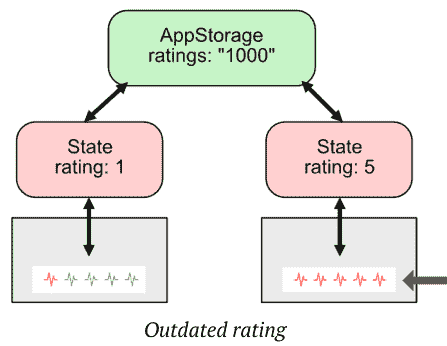 AppStorage
ratings: "1000"
State
rating: 1
State
rating: 5
Outdated rating